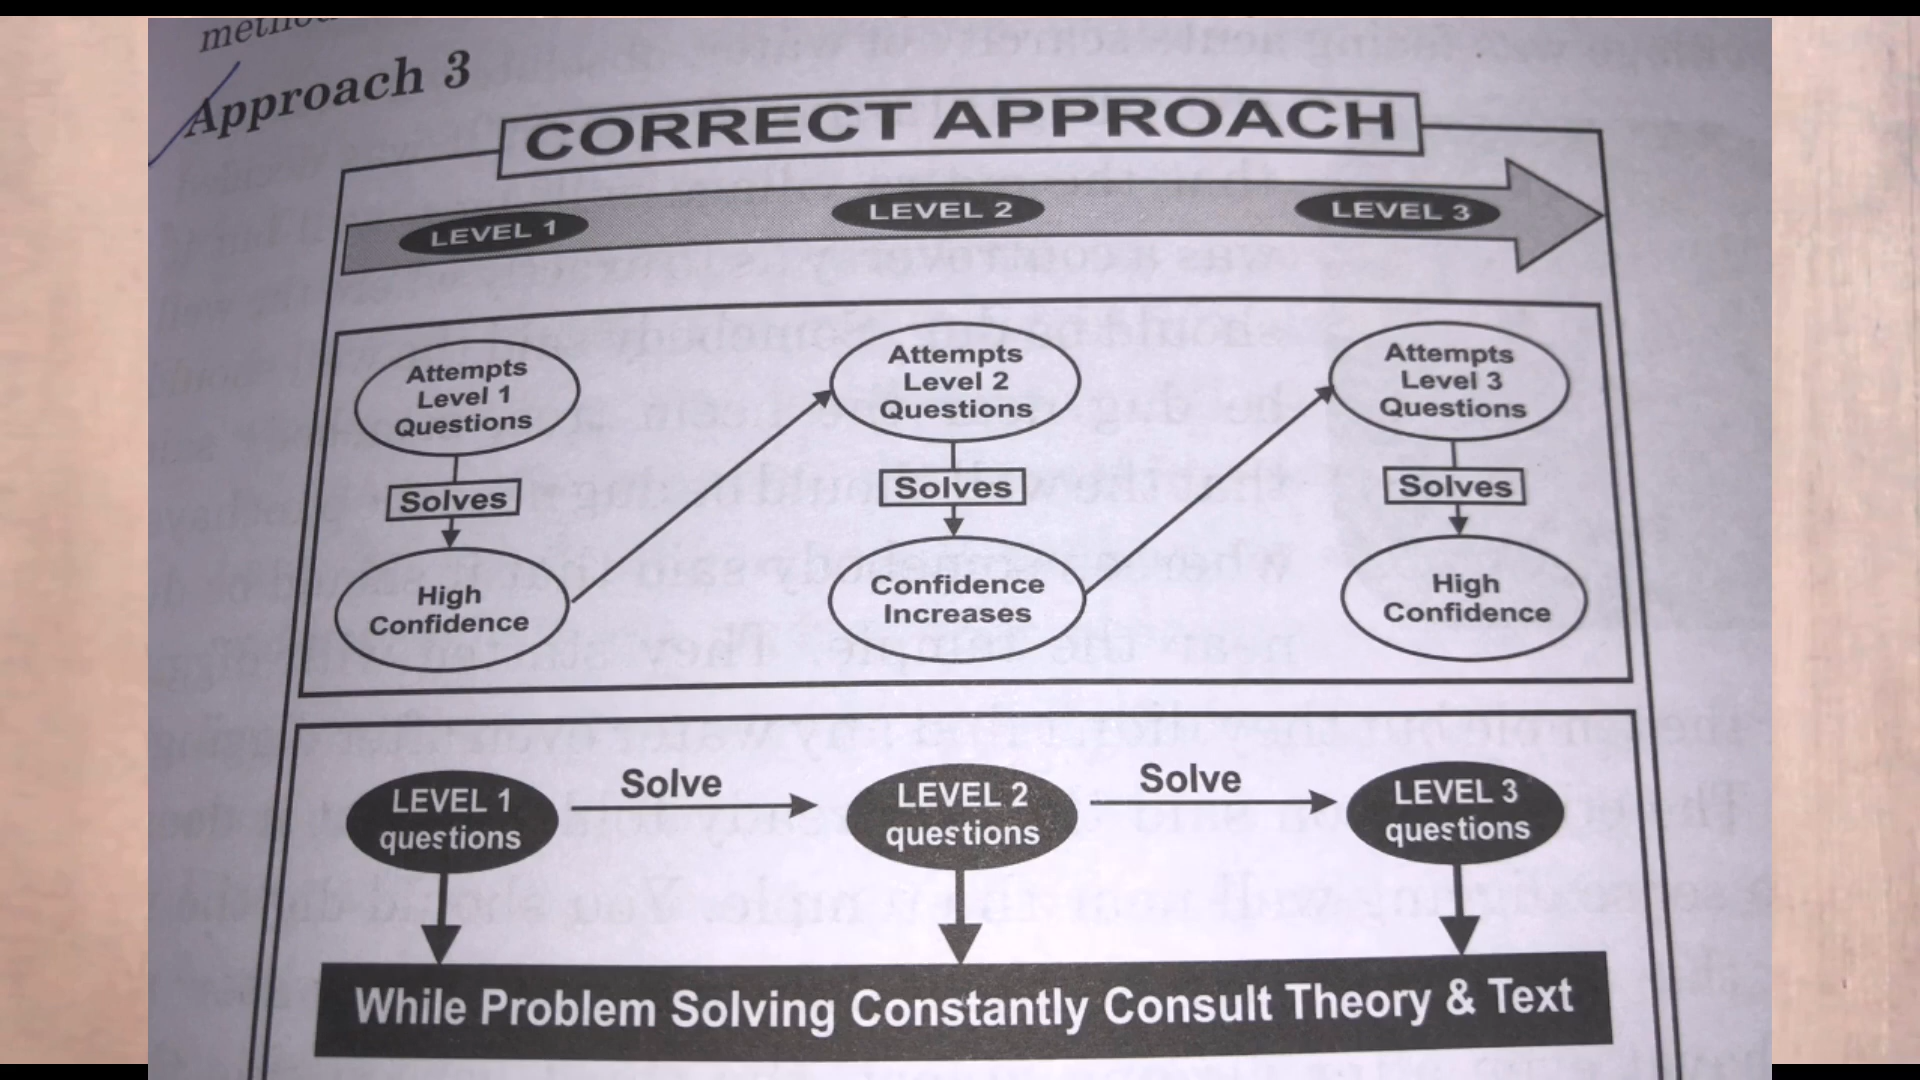 Approach 3
CORRECT APPROACH
LEVEL 1
LEVEL 2
LEVEL 3
Attempts
Level 1
Questions
Solves
High
Confidence
Attempts
Level 2
Questions
Solves
Confidence
Increases
Attempts
Level 3
Questions
Solves
High
Confidence
LEVEL 1
questions
Solve
LEVEL 2
questions
Solve
LEVEL 3
questions
While Problem Solving Constantly Consult Theory & Text